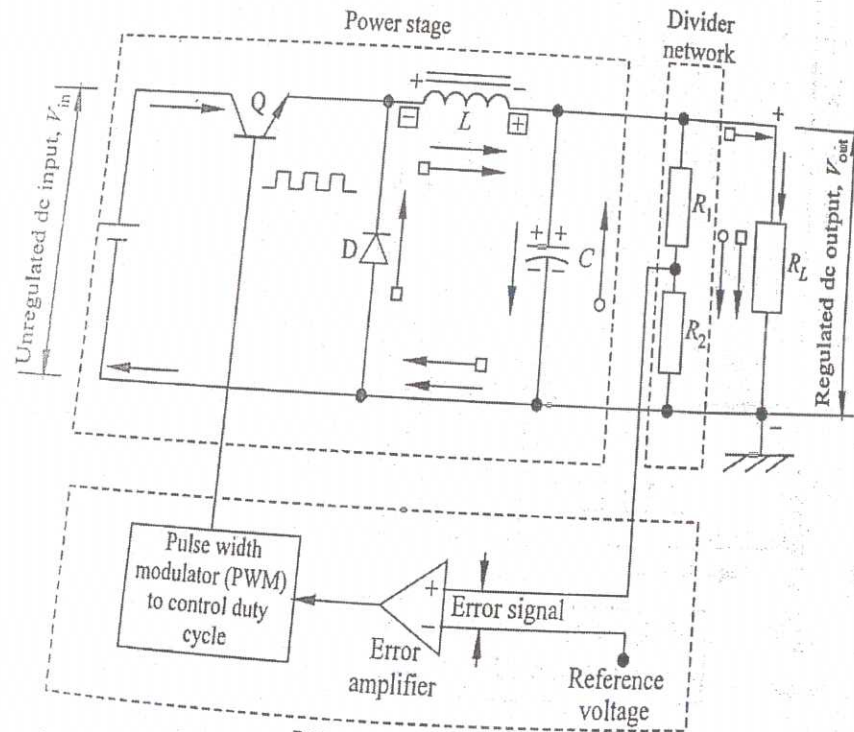 Power stage
Divider
network
Unregulated dc input, V_in
Q
+
-
-
L
+
+
D
+ +
- -
C
R_1
R_2
R_L
-
Regulated dc output, V_out
Pulse width
modulator (PWM)
to control duty
cycle
+
-
Error signal
Error
amplifier
Reference
voltage